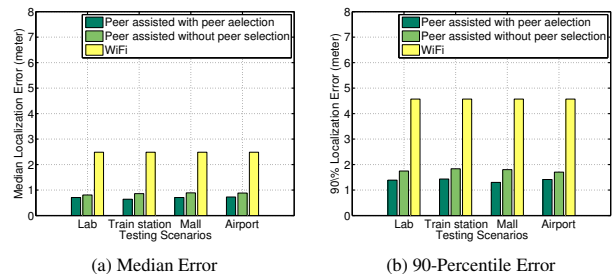 8
7
6
5
4
3
2
1
0
Median Localization Error (meter)
Peer assisted with peer aelection
Peer assisted without peer selection
WiFi
Lab Train station Mall Airport
Testing Scenarios
(a) Median Error
8
7
6
5
4
3
2
1
0
90\% Localization Error (meter)
Peer assisted with peer aelection
Peer assisted without peer selection
WiFi
Lab Train station Mall Airport
Testing Scenarios
(b) 90-Percentile Error